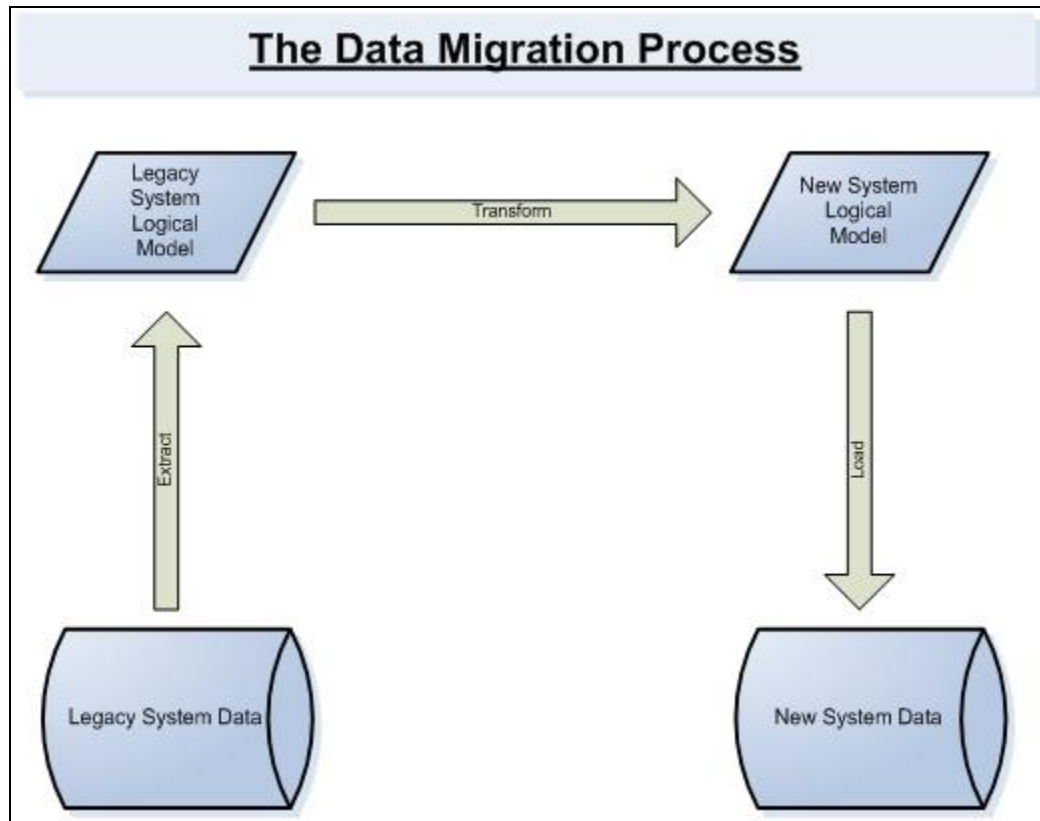 The Data Migration Process
Legacy
System
Logical
Model
Transform
New System
Logical
Model
Extract
Load
Legacy System Data
New System Data